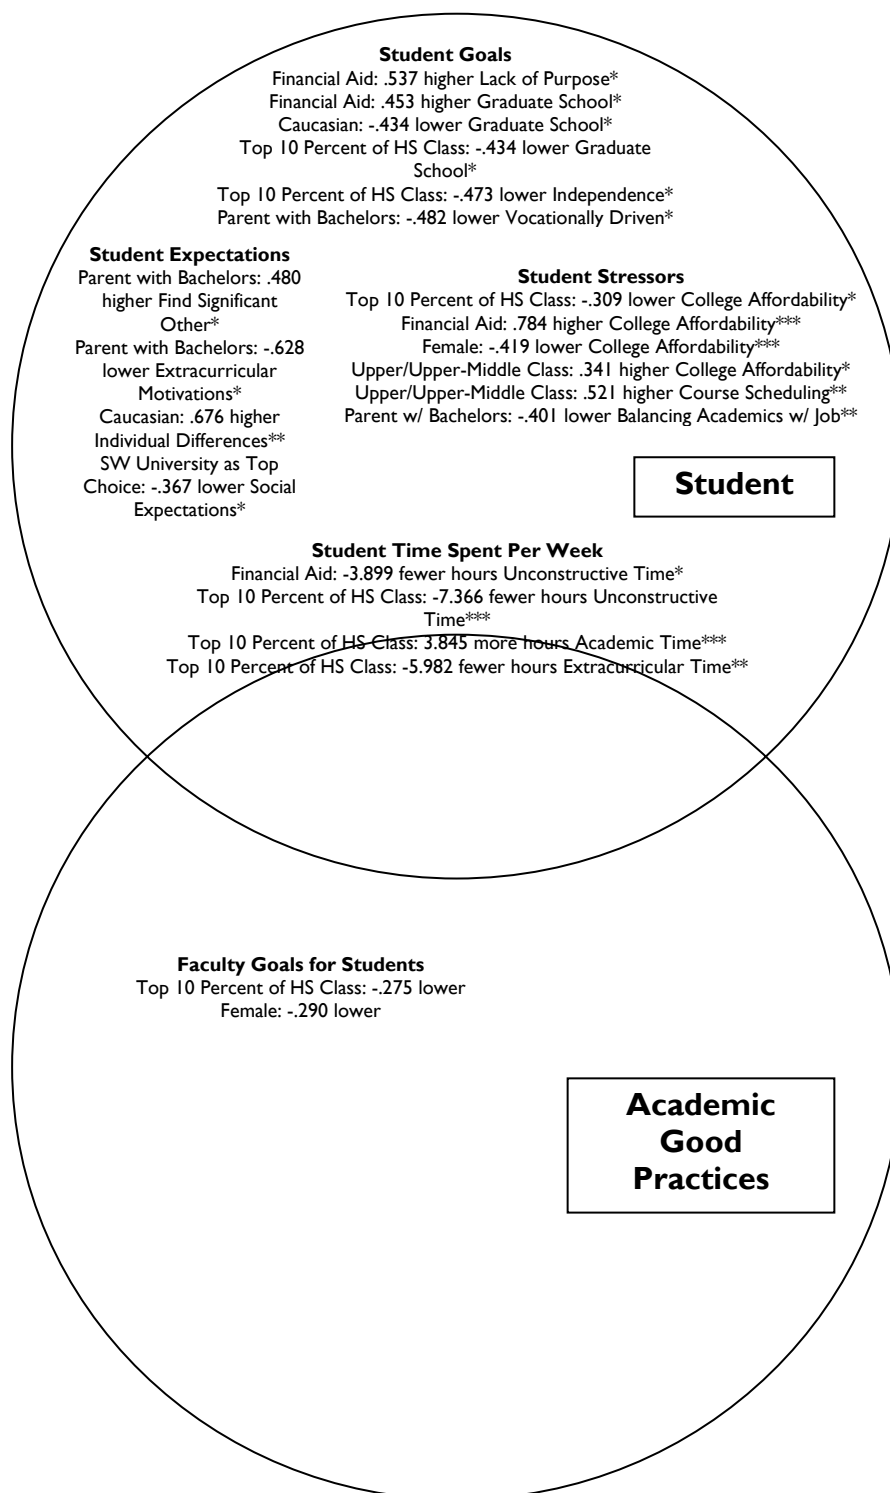 Student Goals
Financial Aid: .537 higher Lack of Purpose*
Financial Aid: .453 higher Graduate School*
Caucasian: -.434 lower Graduate School*
Top 10 Percent of HS Class: -.434 lower Graduate
School*
Top 10 Percent of HS Class: -.473 lower Independence*
Parent with Bachelors: -.482 lower Vocationally Driven*
Student Expectations
Parent with Bachelors: .480
higher Find Significant
Other*
Parent with Bachelors: -.628
lower Extracurricular
Motivations*
Caucasian: .676 higher
Individual Differences**
SW University as Top
Choice: -.367 lower Social
Expectations*
Student Stressors
Top 10 Percent of HS Class: -.309 lower College Affordability*
Financial Aid: .784 higher College Affordability***
Female: -.419 lower College Affordability***
Upper/Upper-Middle Class: .341 higher College Affordability*
Upper/Upper-Middle Class: .521 higher Course Scheduling**
Parent w/ Bachelors: -.401 lower Balancing Academics w/ Job**
Student
Student Time Spent Per Week
Financial Aid: -3.899 fewer hours Unconstructive Time*
Top 10 Percent of HS Class: -7.366 fewer hours Unconstructive
Time***
Top 10 Percent of HS Class: 3.845 more hours Academic Time***
Top 10 Percent of HS Class: -5.982 fewer hours Extracurricular Time**
Faculty Goals for Students
Top 10 Percent of HS Class: -.275 lower
Female: -.290 lower
Academic
Good
Practices